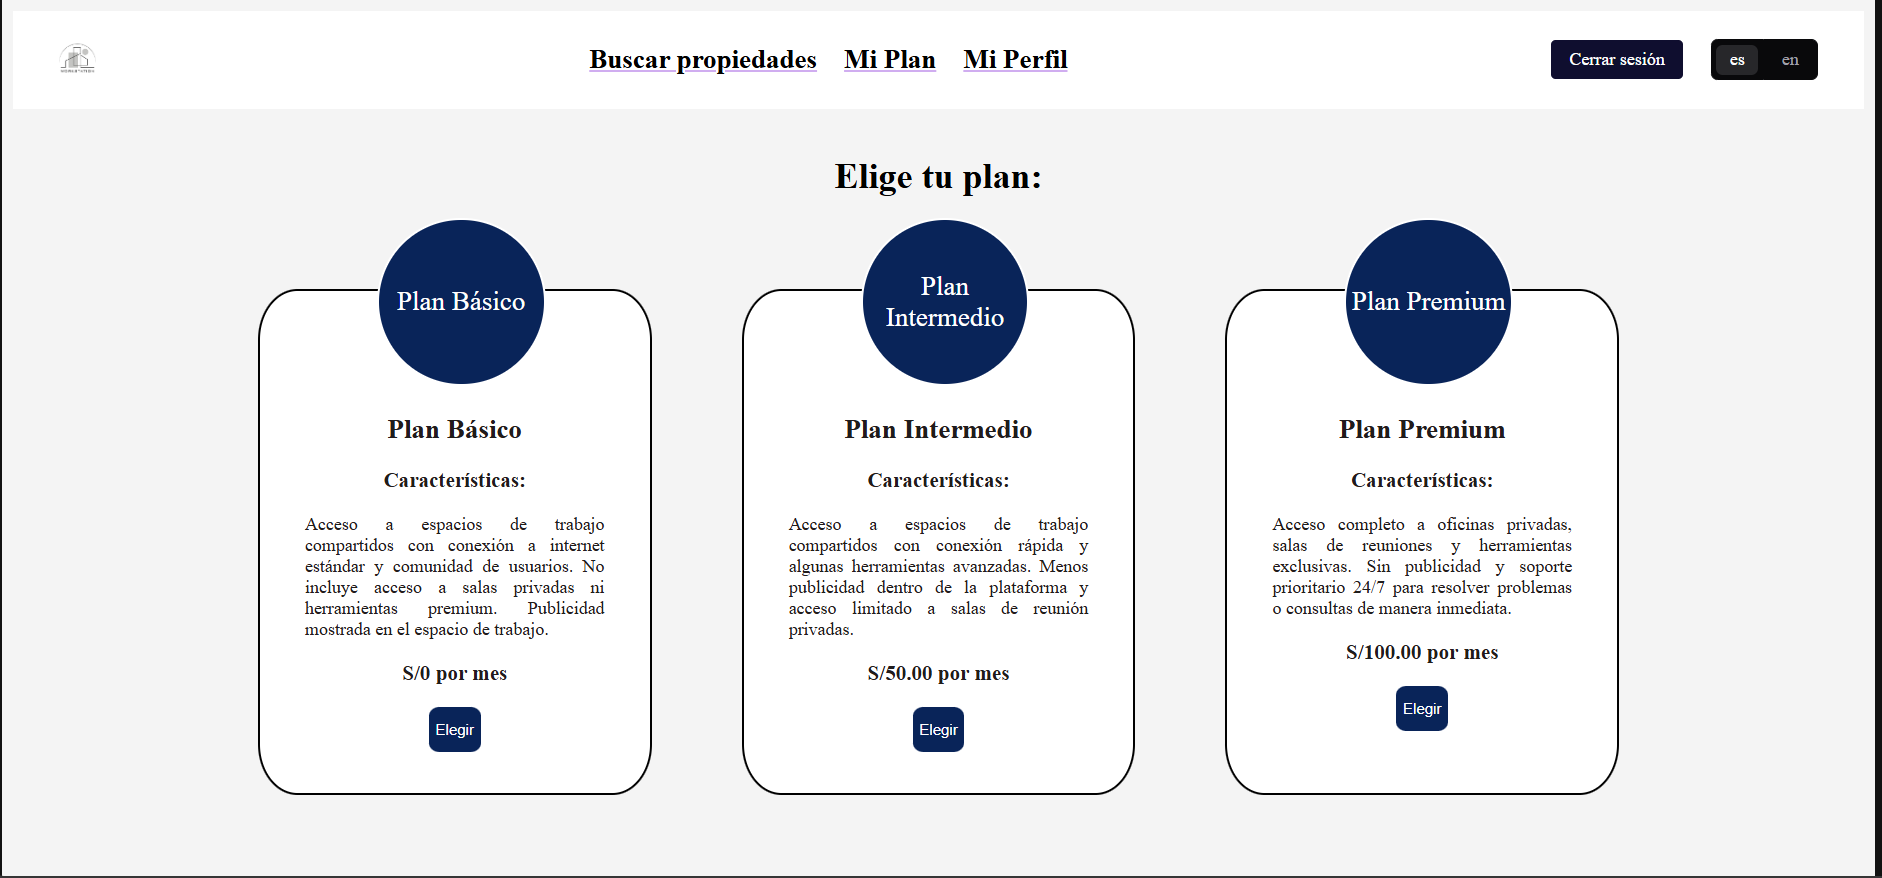 Buscar propiedades Mi Plan Mi Perfil Cerrar sesión es en
Elige tu plan:
Plan Básico
Plan Básico
Características:
Acceso a espacios de trabajo
compartidos con conexión a internet
estándar y comunidad de usuarios. No
incluye acceso a salas privadas ni
herramientas premium. Publicidad
mostrada en el espacio de trabajo.
S/0 por mes
Elegir
Plan
Intermedio
Plan Intermedio
Características:
Acceso a espacios de trabajo
compartidos con conexión rápida y
algunas herramientas avanzadas. Menos
publicidad dentro de la plataforma y
acceso limitado a salas de reunión
privadas.
S/50.00 por mes
Elegir
Plan Premium
Plan Premium
Características:
Acceso completo a oficinas privadas,
salas de reuniones y herramientas
exclusivas. Sin publicidad y soporte
prioritario 24/7 para resolver problemas
o consultas de manera inmediata.
S/100.00 por mes
Elegir